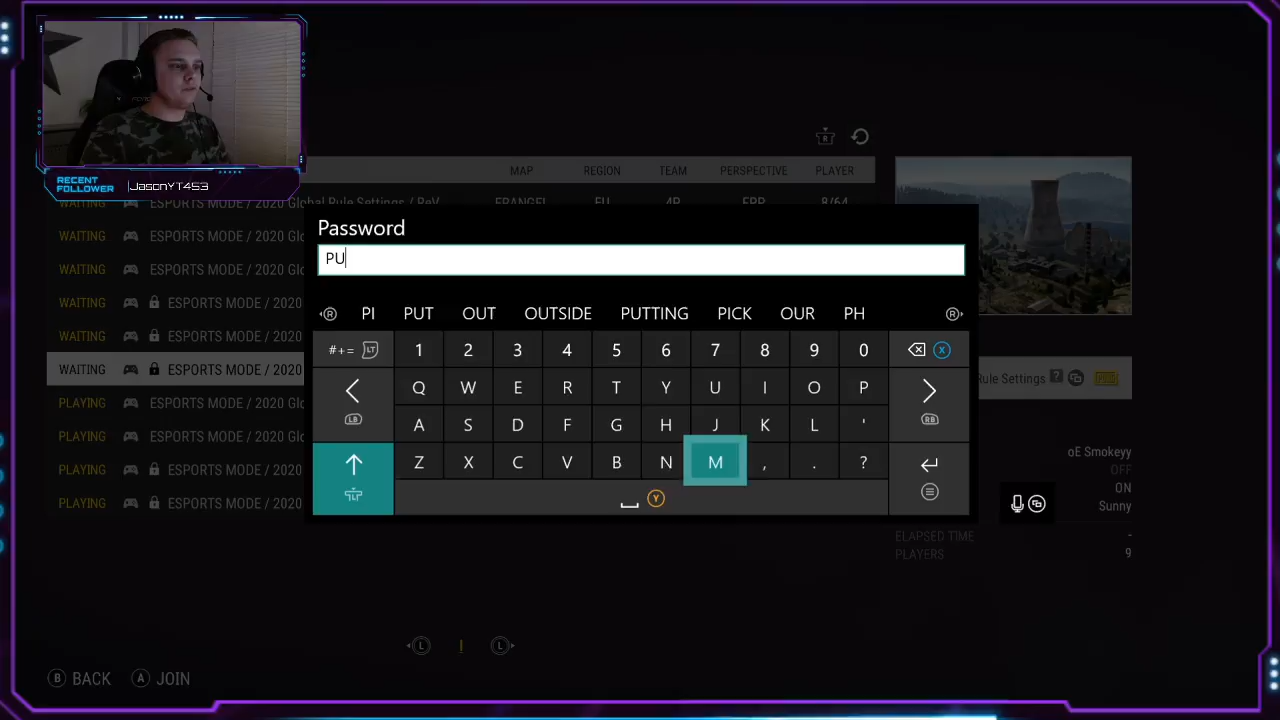 RECENT FOLLOWER JasonYT453
MAP REGION TEAM PERSPECTIVE PLAYER
WAITING ESPORTS MODE / 2020 Global Rule Settings / ReV ERANGEL EU 4P FPP 8/64
WAITING ESPORTS MODE / 2020 Glo
WAITING ESPORTS MODE / 2020 Glo
WAITING ESPORTS MODE / 2020
WAITING ESPORTS MODE / 2020
WAITING ESPORTS MODE / 2020
PLAYING ESPORTS MODE / 2020 Glo
PLAYING ESPORTS MODE / 2020 Glo
PLAYING ESPORTS MODE / 2020
PLAYING ESPORTS MODE / 2020
Password
PU
R PI PUT OUT OUTSIDE PUTTING PICK OUR PH R
#+= LT 1 2 3 4 5 6 7 8 9 0 X
LB Q W E R T Y U I O P RB
A S D F G H J K L '
Z X C V B N M , . ?
Y
Rule Settings ? PUBG
oE Smokeyy
OFF
ON
Sunny
ELAPSED TIME -
PLAYERS 9
L ! L
B BACK A JOIN